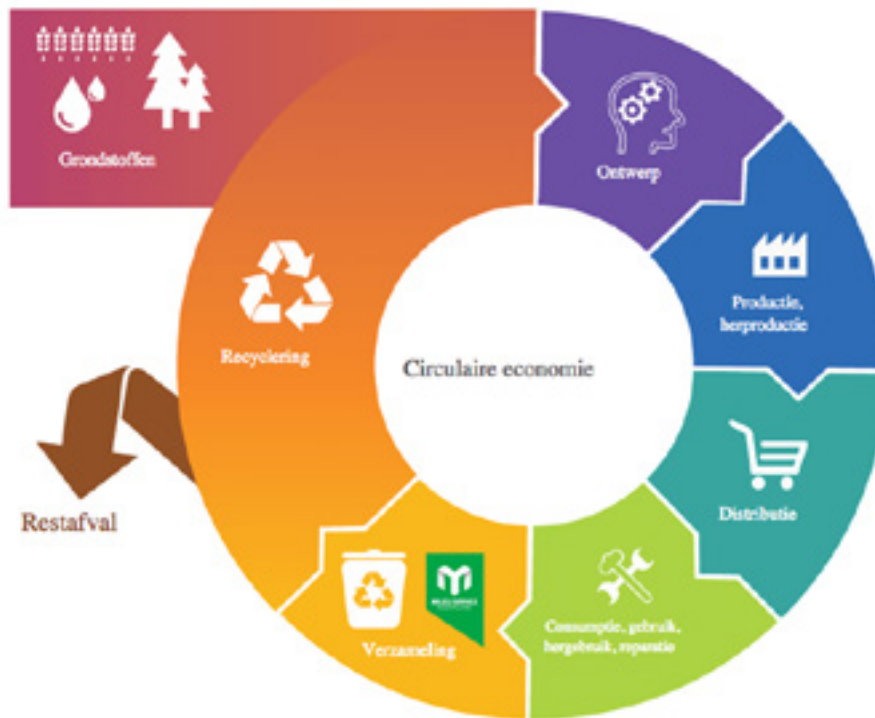 Grondstoffen
Ontwerp
Productie,
herproductie
Recyclering
Circulaire economie
Distributie
Restafval
Consumptie, gebruik,
hergebruik, reparatie
Verzameling